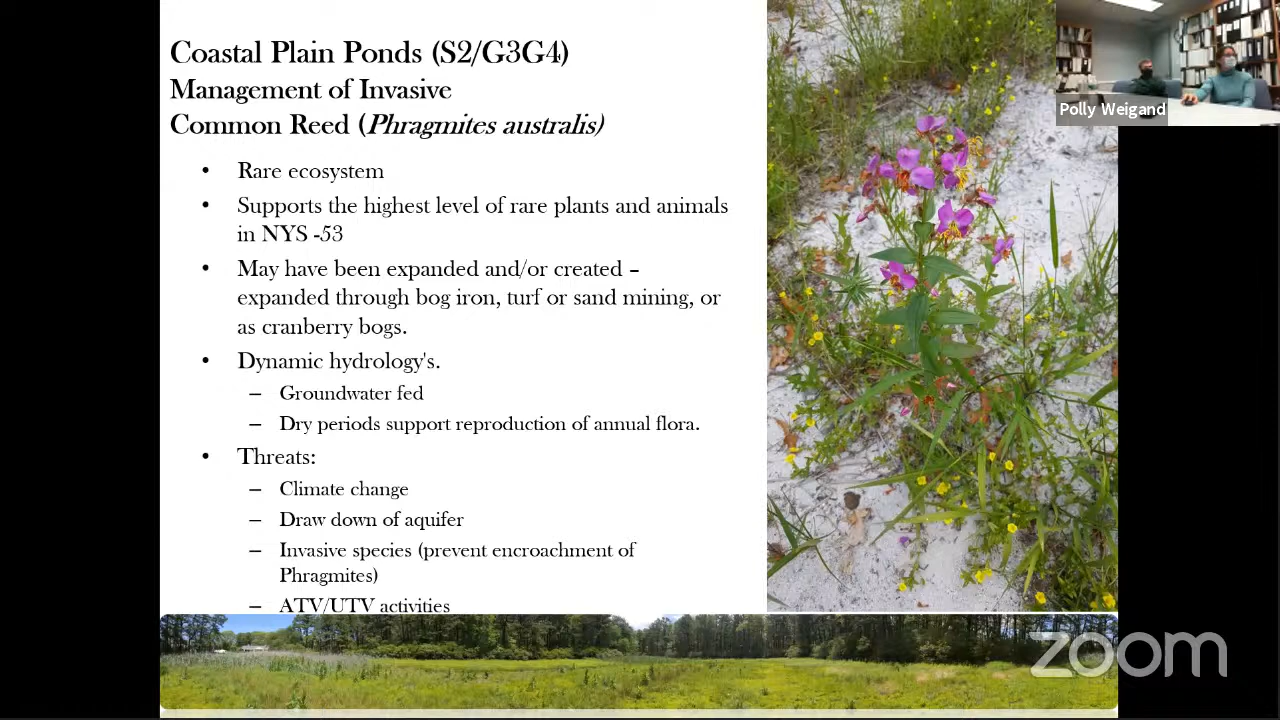 Coastal Plain Ponds (S2/G3G4)
Management of Invasive
Common Reed (Phragmites australis)
• Rare ecosystem
• Supports the highest level of rare plants and animals
in NYS -53
• May have been expanded and/or created –
expanded through bog iron, turf or sand mining, or
as cranberry bogs.
• Dynamic hydrology's.
– Groundwater fed
– Dry periods support reproduction of annual flora.
• Threats:
– Climate change
– Draw down of aquifer
– Invasive species (prevent encroachment of
Phragmites)
– ATV/UTV activities
Polly Weigand
zoom